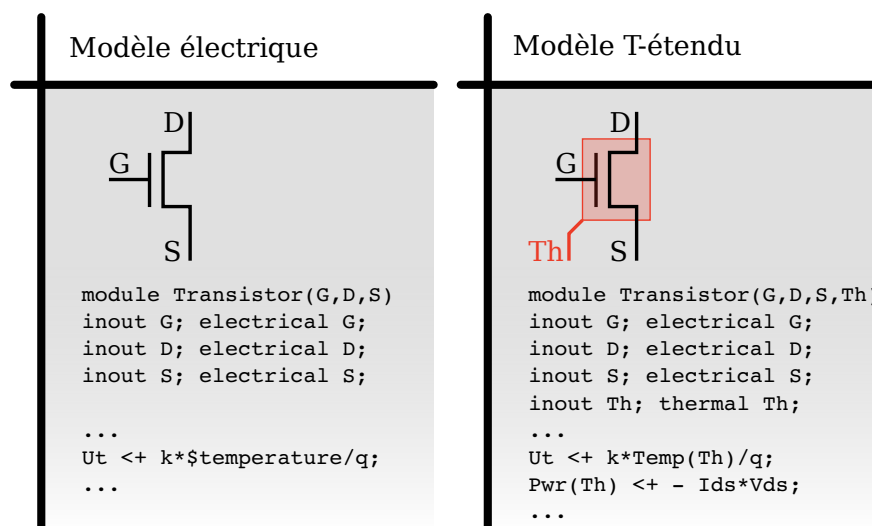 Modèle électrique
D
G
S
module Transistor(G,D,S)
inout G; electrical G;
inout D; electrical D;
inout S; electrical S;
...
Ut <+ k*$temperature/q;
...
Modèle T-étendu
D
G
Th
S
module Transistor(G,D,S,Th)
inout G; electrical G;
inout D; electrical D;
inout S; electrical S;
inout Th; thermal Th;
...
Ut <+ k*Temp(Th)/q;
Pwr(Th) <+ - Ids*Vds;
...